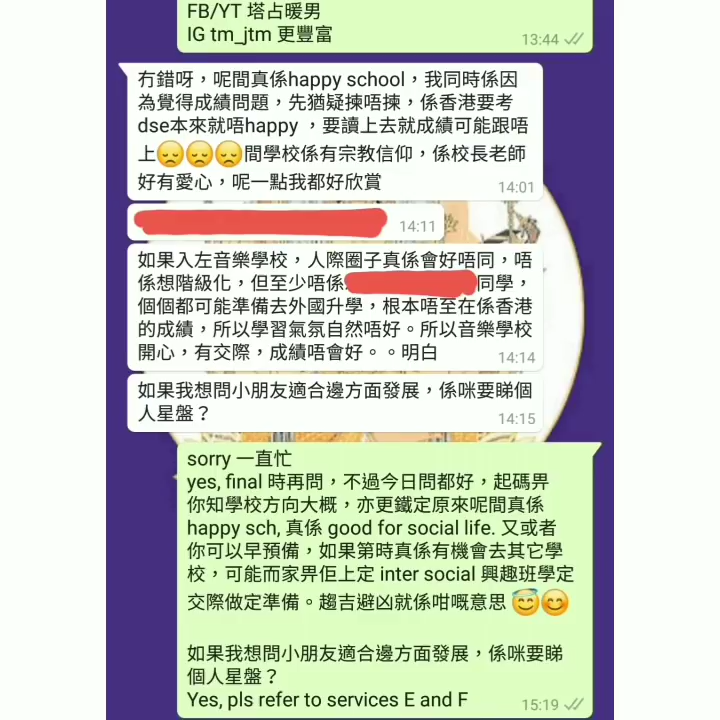 FB/YT 塔占暖男
IG tm_jtm 更豐富
13:44
冇錯呀，呢間真係happy school，我同時係因
為覺得成績問題，先猶疑揀唔揀，係香港要考
dse本來就唔happy ，要讀上去就成績可能跟唔
上😞😞😞間學校係有宗教信仰，係校長老師
好有愛心，呢一點我都好欣賞
14:01
14:11
如果入左音樂學校，人際圈子真係會好唔同，唔
係想階級化，但至少唔係 同學，
個個都可能準備去外國升學，根本唔至在係香港
的成績，所以學習氣氛自然唔好。所以音樂學校
開心，有交際，成績唔會好。。明白
14:14
如果我想問小朋友適合邊方面發展，係咪要睇個
人星盤？
14:15
sorry 一直忙
yes, final 時再問，不過今日問都好，起碼畀
你知學校方向大概，亦更鐵定原來呢間真係
happy sch, 真係 good for social life. 又或者
你可以早預備，如果第時真係有機會去其它學
校，可能而家畀佢上定 inter social 興趣班學定
交際做定準備。趨吉避凶就係咁嘅意思 😇😊
如果我想問小朋友適合邊方面發展，係咪要睇
個人星盤？
Yes, pls refer to services E and F
15:19